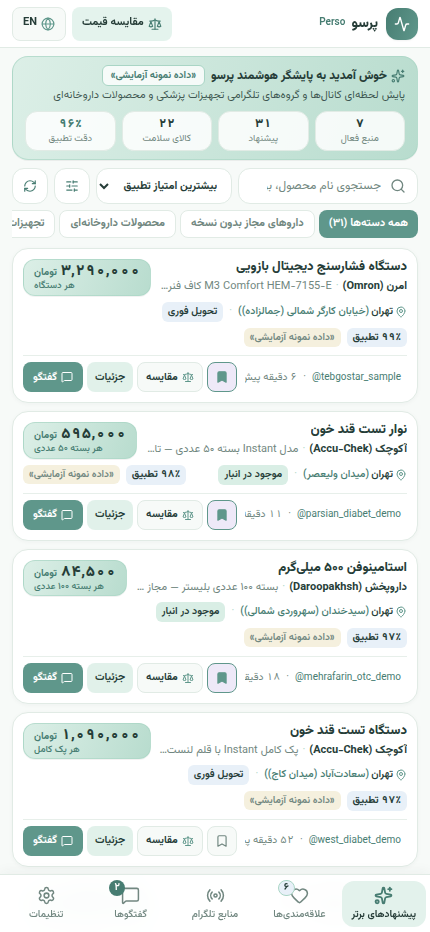 پرسو Perso
مقایسه قیمت
EN
خوش آمدید به پایشگر هوشمند پرسو «داده نمونه آزمایشی»
پایش لحظه‌ای کانال‌ها و گروه‌های تلگرامی تجهیزات پزشکی و محصولات داروخانه‌ای
۷
منبع فعال
۳۱
پیشنهاد
۲۲
کالای سلامت
۹۶٪
دقت تطبیق
جستجوی نام محصول، بر
بیشترین امتیاز تطبیق
همه دسته‌ها (۳۱)
داروهای مجاز بدون نسخه
محصولات داروخانه‌ای
تجهیزات
دستگاه فشارسنج دیجیتال بازویی
۳,۲۹۰,۰۰۰ تومان
هر دستگاه
امرن (Omron) · M3 Comfort HEM-7155-E کاف فنر...
تهران (خیابان کارگر شمالی (جمالزاده)) · تحویل فوری
۹۹٪ تطبیق «داده نمونه آزمایشی»
@tebgostar_sample · ۶ دقیقه پیش
مقایسه
جزئیات
گفتگو
نوار تست قند خون
۵۹۵,۰۰۰ تومان
هر بسته ۵۰ عددی
آکوچک (Accu-Chek) · مدل Instant بسته ۵۰ عددی — تا...
تهران (میدان ولیعصر) · موجود در انبار ۹۸٪ تطبیق «داده نمونه آزمایشی»
@parsian_diabet_demo · ۱۱ دقیق
مقایسه
جزئیات
گفتگو
استامینوفن ۵۰۰ میلی‌گرم
۸۴,۵۰۰ تومان
هر بسته ۱۰۰ عددی
داروپخش (Daroopakhsh) · بسته ۱۰۰ عددی بلیستر — مجاز ...
تهران (سیدخندان (سهروردی شمالی)) · موجود در انبار
۹۷٪ تطبیق «داده نمونه آزمایشی»
@mehrafarin_otc_demo · ۱۸ دقیق
مقایسه
جزئیات
گفتگو
دستگاه تست قند خون
۱,۰۹۰,۰۰۰ تومان
هر پک کامل
آکوچک (Accu-Chek) · پک کامل Instant با قلم لنست...
تهران (سعادت‌آباد (میدان کاج)) · تحویل فوری
۹۷٪ تطبیق «داده نمونه آزمایشی»
@west_diabet_demo · ۵۲ دقیقه پ
مقایسه
جزئیات
گفتگو
پیشنهادهای برتر
۶
علاقه‌مندی‌ها
منابع تلگرام
۲
گفتگوها
تنظیمات